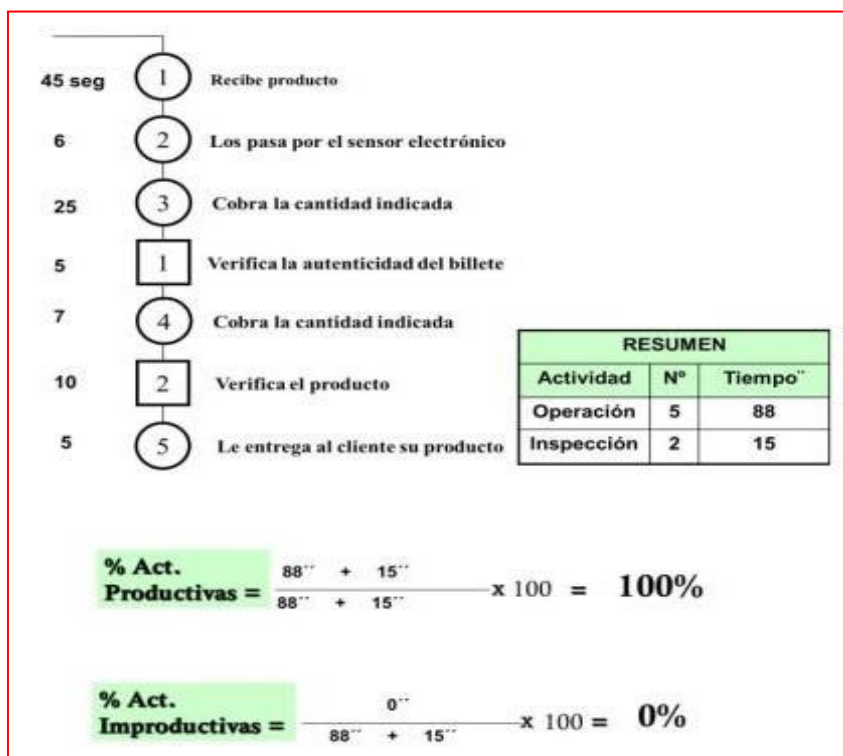 45 seg 1 Recibe producto
6 2 Los pasa por el sensor electrónico
25 3 Cobra la cantidad indicada
5 1 Verifica la autenticidad del billete
7 4 Cobra la cantidad indicada
10 2 Verifica el producto
5 5 Le entrega al cliente su producto
RESUMEN
Actividad Nº Tiempo¨
Operación 5 88
Inspección 2 15
% Act.
Productivas = 88´´ + 15´´ x 100 = 100%
88´´ + 15´´
% Act.
Improductivas = 0´´ x 100 = 0%
88´´ + 15´´